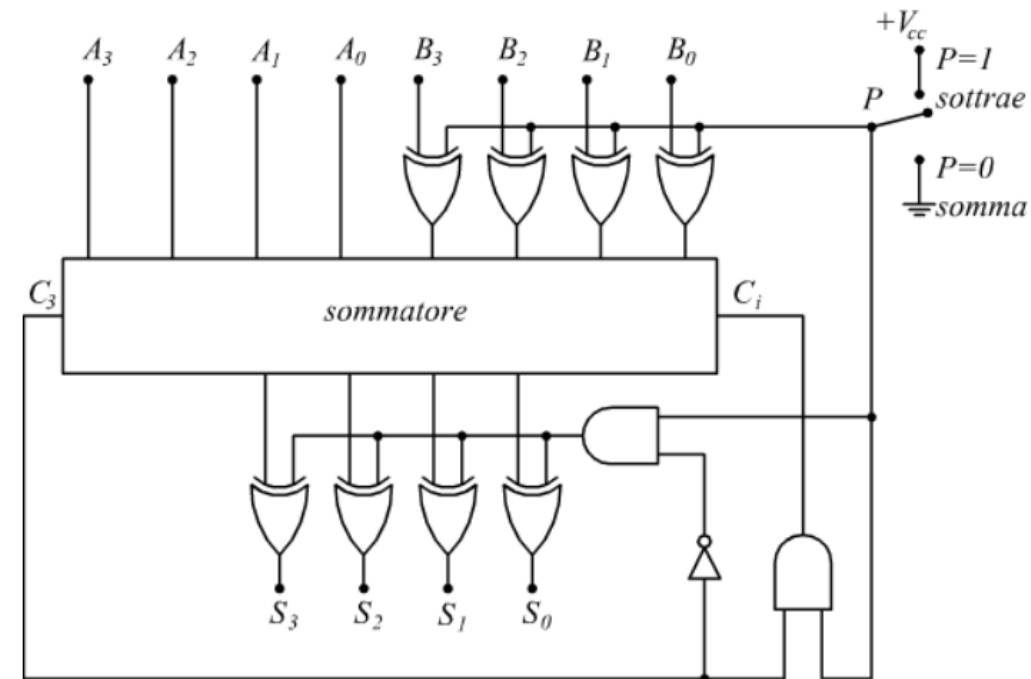 +Vcc
A3 A2 A1 A0 B3 B2 B1 B0 P=1
P sottrae
P=0
somma
C3 sommatore Ci
S3 S2 S1 S0